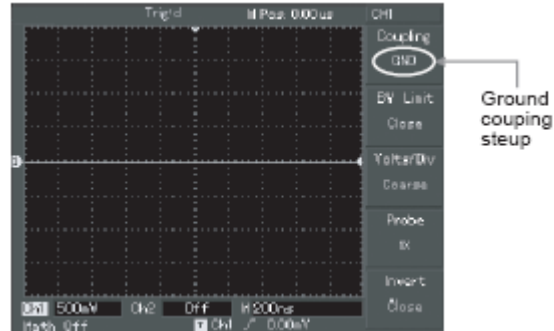 Trig'd M Pos: 0.00us CH1
Coupling
GND
BW Limit
Close
Volts/Div
Coarse
Probe
1X
Invert
Close
Ground
couping
steup
CH1 500mV Ch2 Off M 200ns
Math Off T Ch1 / 0.00mV